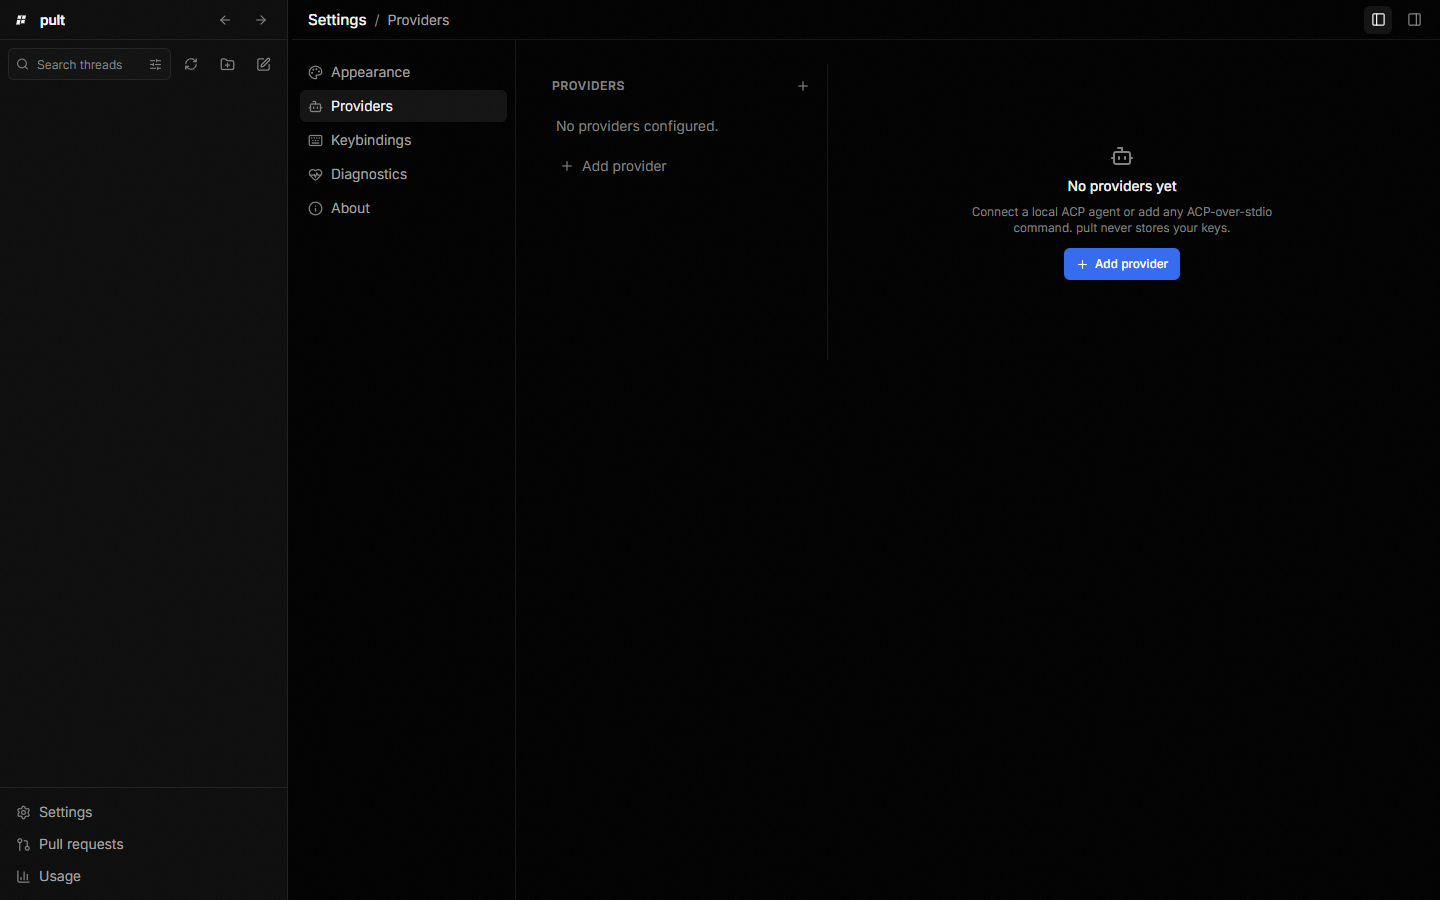 pult
Search threads
Settings / Providers
Appearance
Providers
Keybindings
Diagnostics
About
PROVIDERS
No providers configured.
Add provider
No providers yet
Connect a local ACP agent or add any ACP-over-stdio
command. pult never stores your keys.
Add provider
Settings
Pull requests
Usage